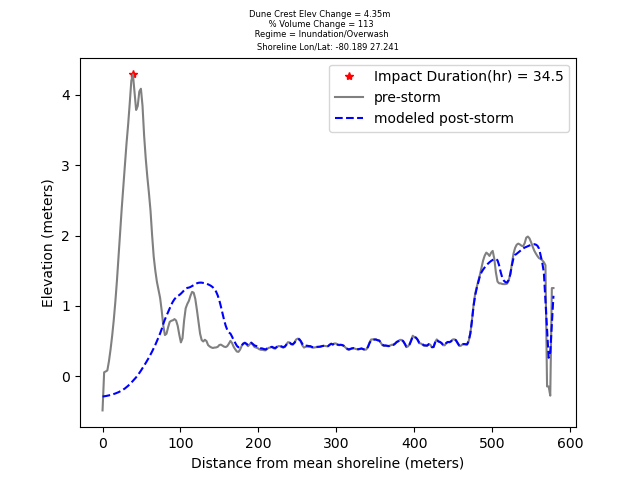 Dune Crest Elev Change = 4.35m
% Volume Change = 113
Regime = Inundation/Overwash
Shoreline Lon/Lat: -80.189 27.241
Impact Duration(hr) = 34.5
pre-storm
modeled post-storm
Elevation (meters)
4
3
2
1
0
0 100 200 300 400 500 600
Distance from mean shoreline (meters)